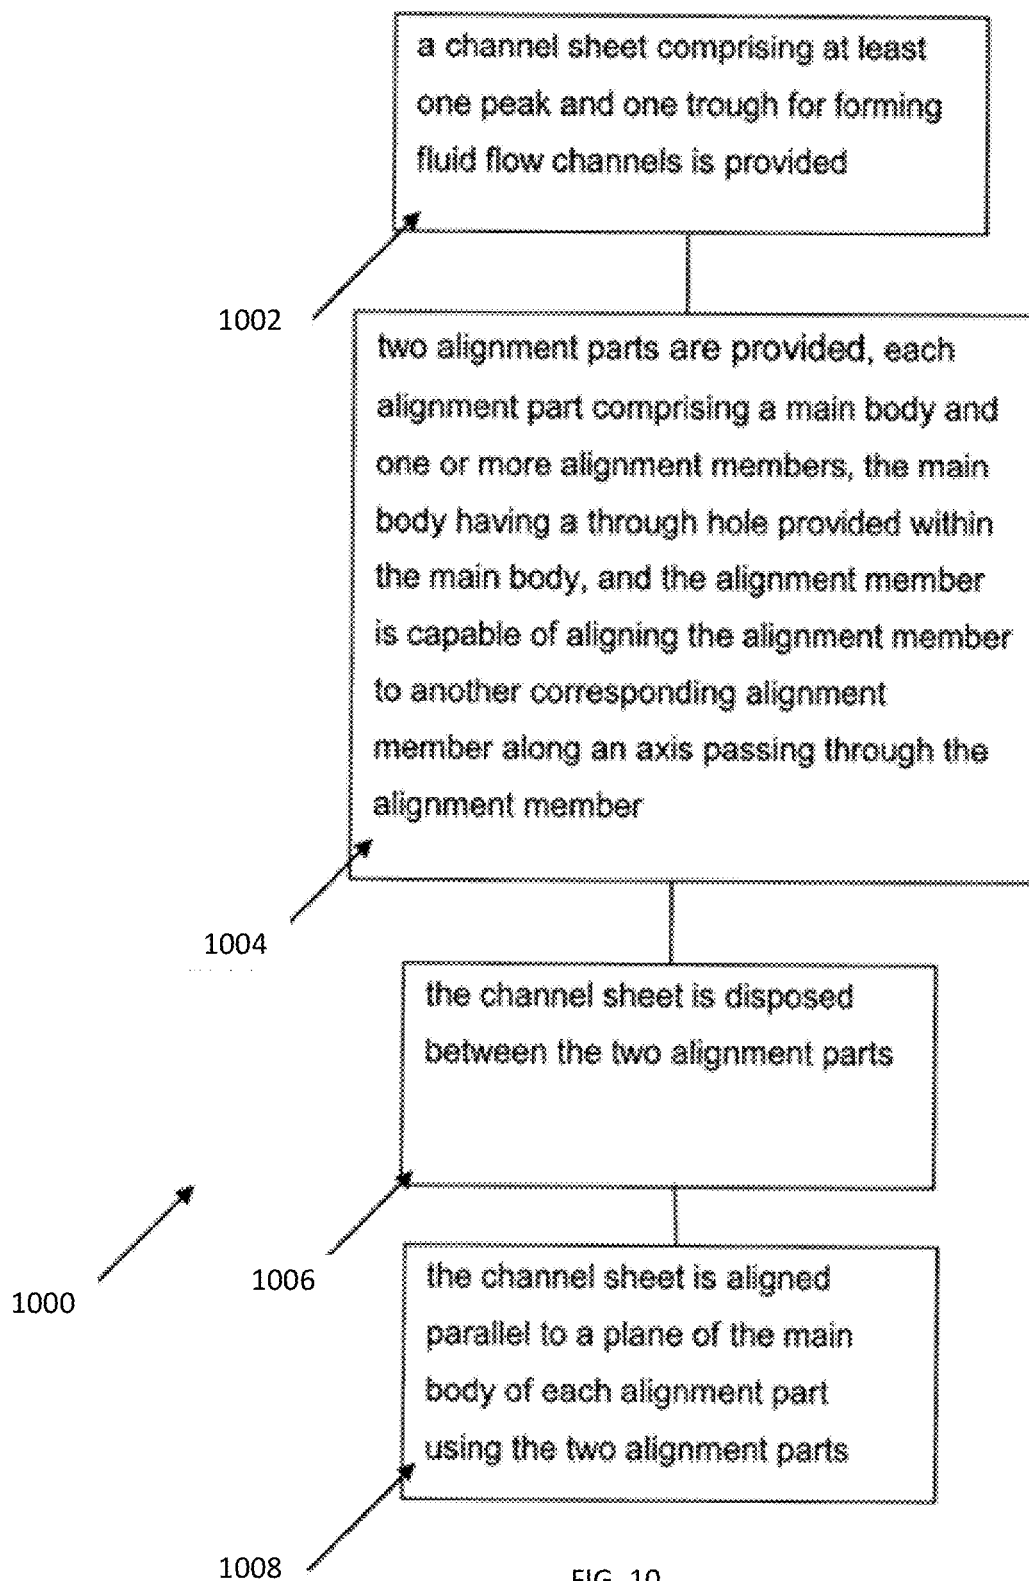 a channel sheet comprising at least
one peak and one trough for forming
fluid flow channels is provided
1002
two alignment parts are provided, each
alignment part comprising a main body and
one or more alignment members, the main
body having a through hole provided within
the main body, and the alignment member
is capable of aligning the alignment member
to another corresponding alignment
member along an axis passing through the
alignment member
1004
the channel sheet is disposed
between the two alignment parts
1006
1000
the channel sheet is aligned
parallel to a plane of the main
body of each alignment part
using the two alignment parts
1008
FIG. 10